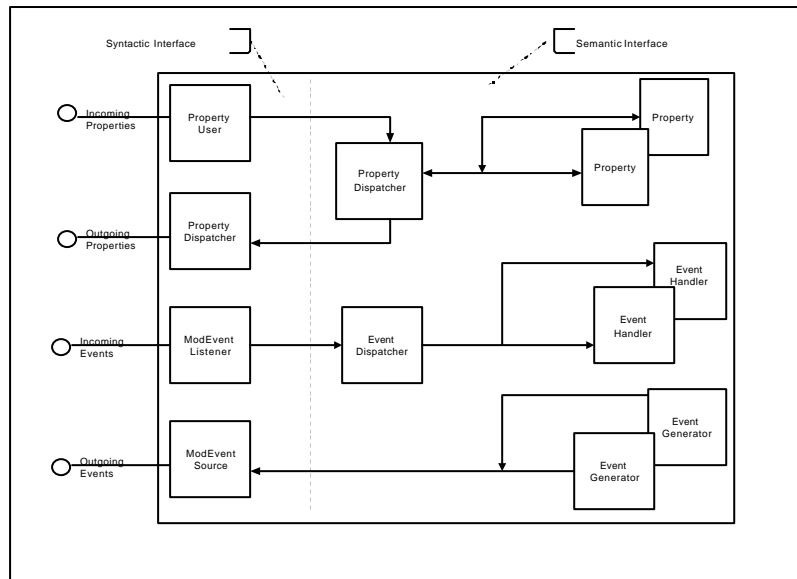 Syntactic Interface
Semantic Interface
Incoming
Properties
Property
User
Property
Property
Dispatcher
Property
Outgoing
Properties
Property
Dispatcher
Event
Handler
Incoming
Events
ModEvent
Listener
Event
Dispatcher
Event
Handler
Event
Generator
Outgoing
Events
ModEvent
Source
Event
Generator